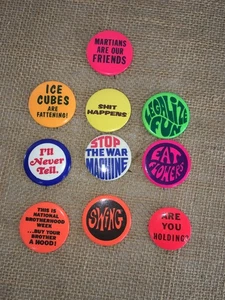 MARTIANS
ARE OUR
FRIENDS
ICE
CUBES
ARE
FATTENING!
SHIT
HAPPENS
LEGALIZE
FUN
I'll
Never
Tell.
STOP
THE WAR
MACHINE
EAT
THIS IS
NATIONAL
BROTHERHOOD
WEEK
...BUY YOUR
BROTHER
A HOOD!
SWING
ARE
YOU
HOLDING?